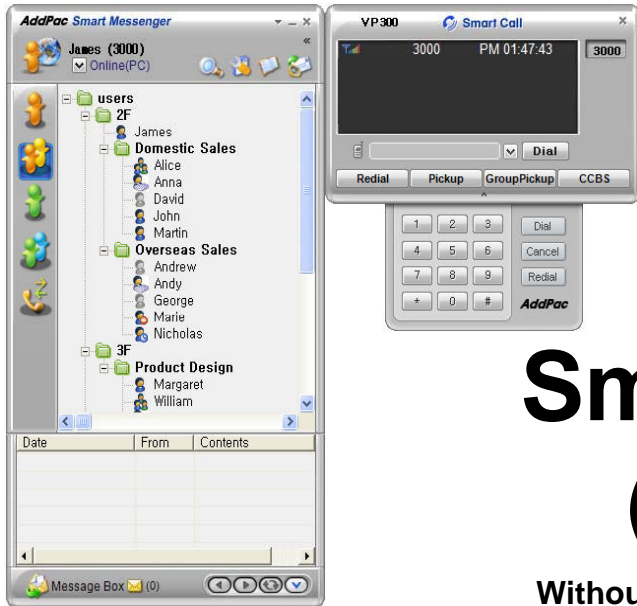 AddPac Smart Messenger
James (3000)
Online(PC)
users
2F
James
Domestic Sales
Alice
Anna
David
John
Martin
Overseas Sales
Andrew
Andy
George
Marie
Nicholas
3F
Product Design
Margaret
William
Date From Contents
Message Box (0)
VP300 Smart Call
3000 PM 01:47:43
3000
Dial
Redial Pickup GroupPickup CCBS
1 2 3 Dial
4 5 6 Cancel
7 8 9 Redial
* 0 # AddPac
Sm
(
Withou